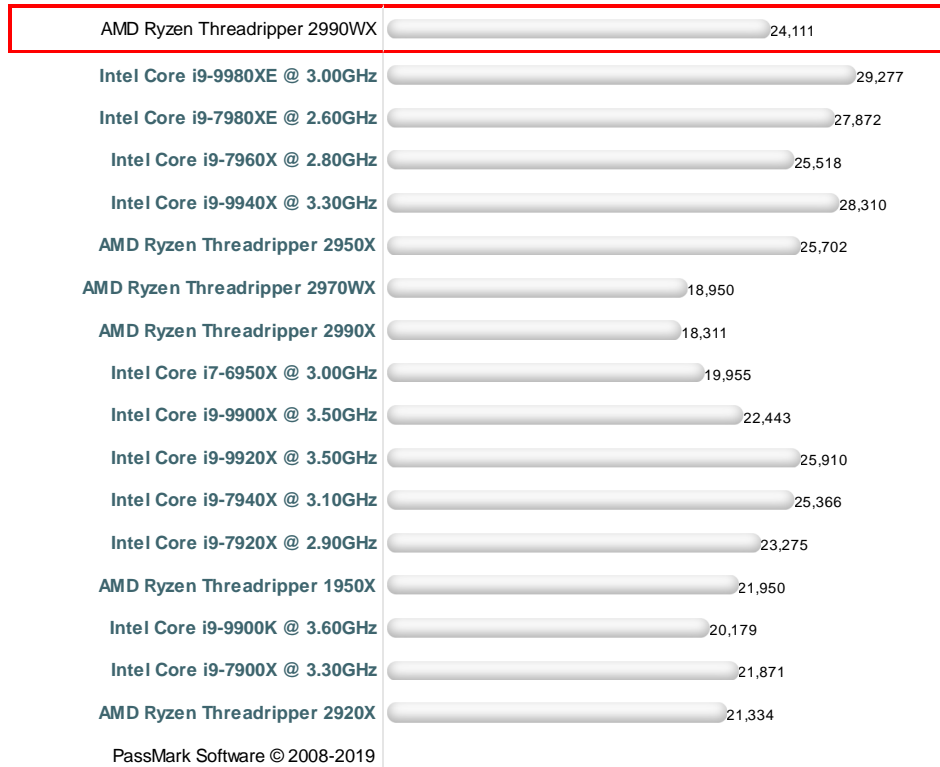 AMD Ryzen Threadripper 2990WX 24,111
Intel Core i9-9980XE @ 3.00GHz 29,277
Intel Core i9-7980XE @ 2.60GHz 27,872
Intel Core i9-7960X @ 2.80GHz 25,518
Intel Core i9-9940X @ 3.30GHz 28,310
AMD Ryzen Threadripper 2950X 25,702
AMD Ryzen Threadripper 2970WX 18,950
AMD Ryzen Threadripper 2990X 18,311
Intel Core i7-6950X @ 3.00GHz 19,955
Intel Core i9-9900X @ 3.50GHz 22,443
Intel Core i9-9920X @ 3.50GHz 25,910
Intel Core i9-7940X @ 3.10GHz 25,366
Intel Core i9-7920X @ 2.90GHz 23,275
AMD Ryzen Threadripper 1950X 21,950
Intel Core i9-9900K @ 3.60GHz 20,179
Intel Core i9-7900X @ 3.30GHz 21,871
AMD Ryzen Threadripper 2920X 21,334
PassMark Software © 2008-2019